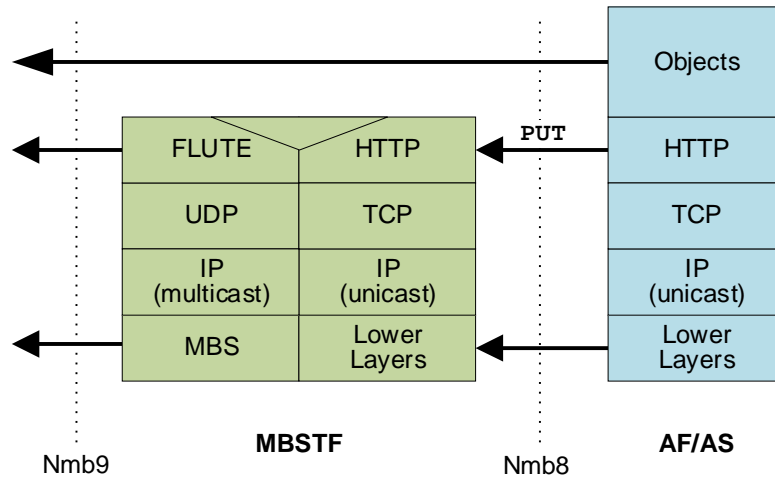 Objects
PUT
FLUTE
HTTP
HTTP
UDP
TCP
TCP
IP
(multicast)
IP
(unicast)
IP
(unicast)
MBS
Lower
Layers
Lower
Layers
MBSTF
AF/AS
Nmb9
Nmb8